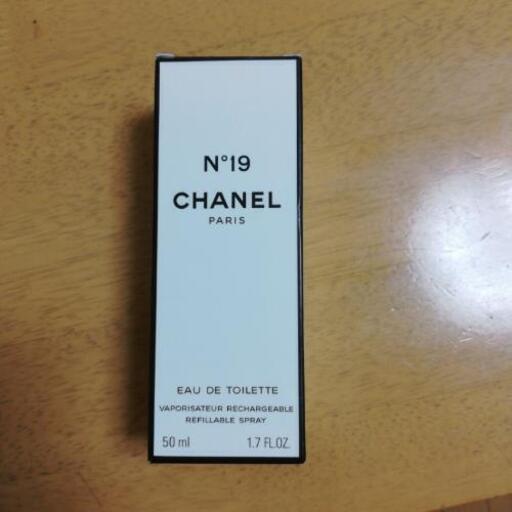 N°19
CHANEL
PARIS
EAU DE TOILETTE
VAPORISATEUR RECHARGEABLE
REFILLABLE SPRAY
50 ml 1.7 FL.OZ.